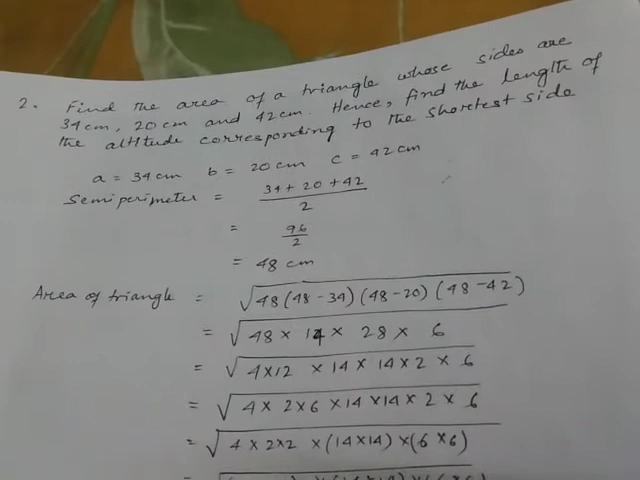 2. Find the area of a triangle whose sides are
34 cm, 20 cm and 42 cm. Hence, find the length of
the altitude corresponding to the shortest side
a = 34 cm b = 20 cm c = 42 cm
Semiperimeter = 34 + 20 + 42 / 2
= 96 / 2
= 48 cm
Area of triangle = √48 (48 - 34) (48 - 20) (48 - 42)
= √48 × 14 × 28 × 6
= √4×12 × 14 × 14 × 2 × 6
= √4 × 2×6 × 14 × 14 × 2 × 6
= √4 × 2×2 × (14×14) × (6×6)